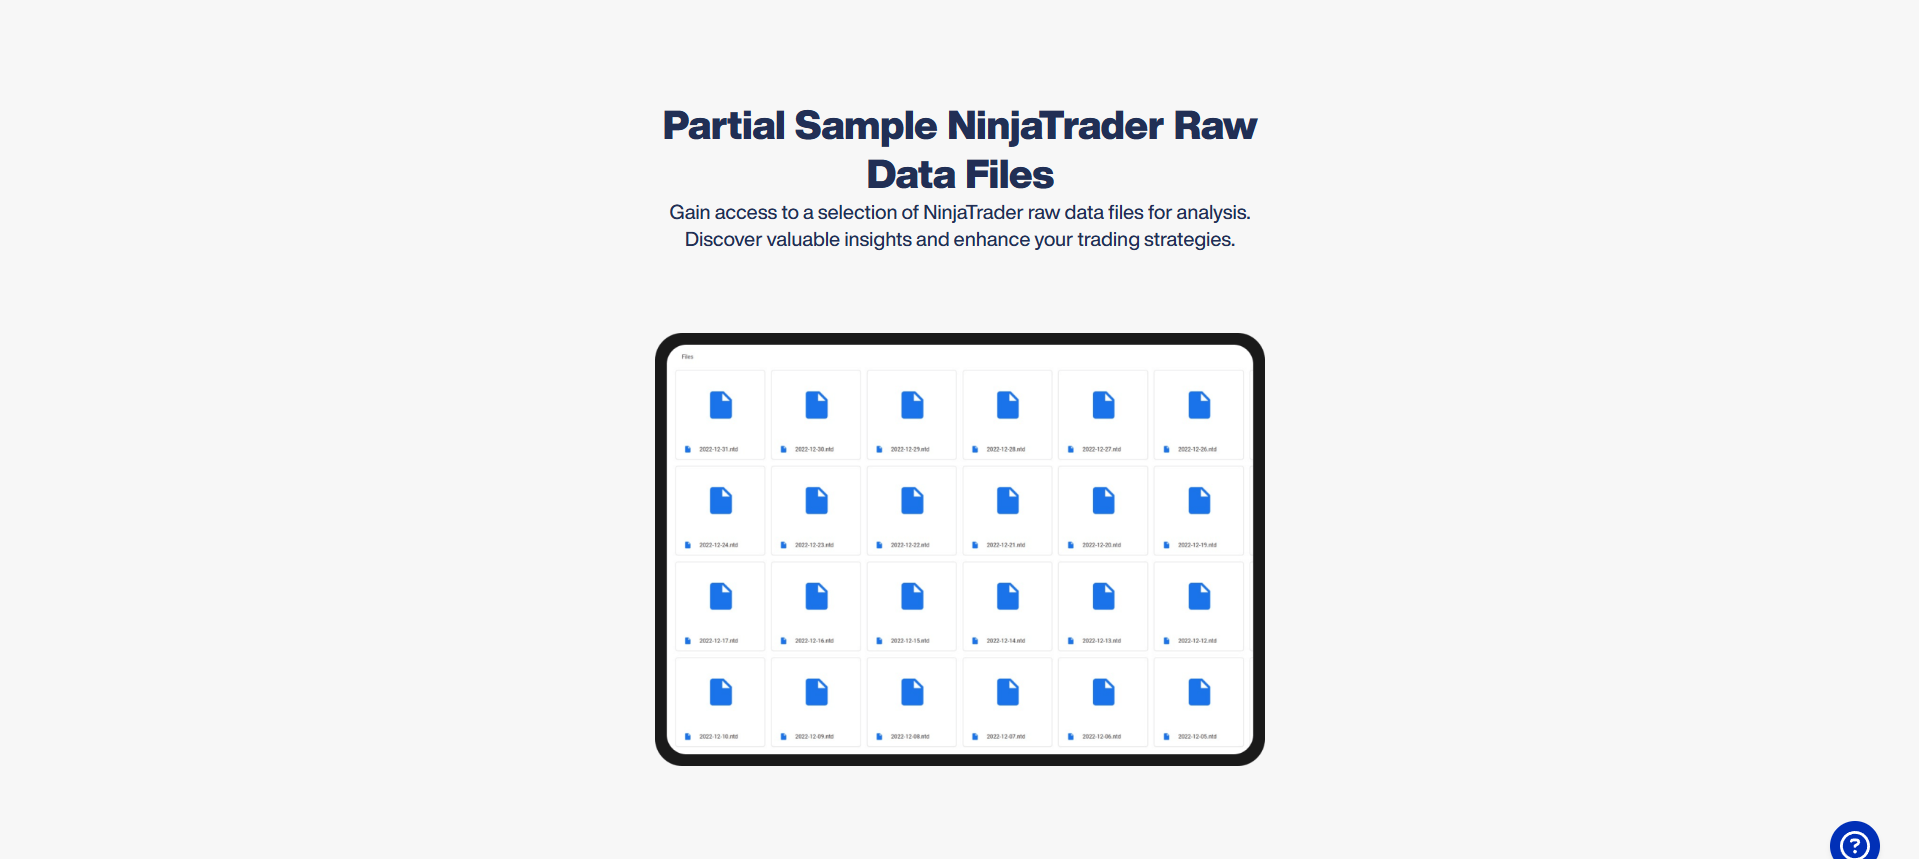 Partial Sample NinjaTrader Raw
Data Files
Gain access to a selection of NinjaTrader raw data files for analysis.
Discover valuable insights and enhance your trading strategies.
Files
2022-12-31.ntd 2022-12-30.ntd 2022-12-29.ntd 2022-12-28.ntd 2022-12-27.ntd 2022-12-26.ntd
2022-12-24.ntd 2022-12-23.ntd 2022-12-22.ntd 2022-12-21.ntd 2022-12-20.ntd 2022-12-19.ntd
2022-12-17.ntd 2022-12-16.ntd 2022-12-15.ntd 2022-12-14.ntd 2022-12-13.ntd 2022-12-12.ntd
2022-12-10.ntd 2022-12-09.ntd 2022-12-08.ntd 2022-12-07.ntd 2022-12-06.ntd 2022-12-05.ntd
?